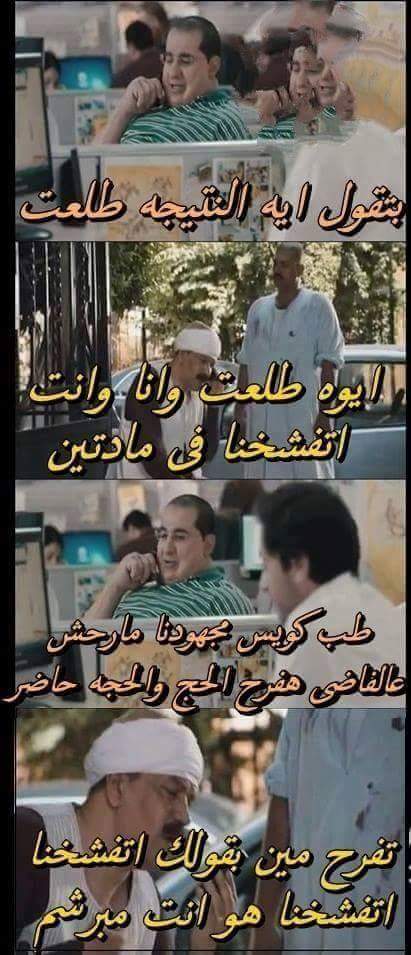 بتقول ايه النتيجه طلعت
ايوه طلعت وانا وانت
اتفشخنا فى مادتين
طب كويس مجهودنا مارحش
عالفاضى هفرح الحج والحجه حاضر
تفرح مين بقولك اتفشخنا
اتفشخنا هو انت مبرشم